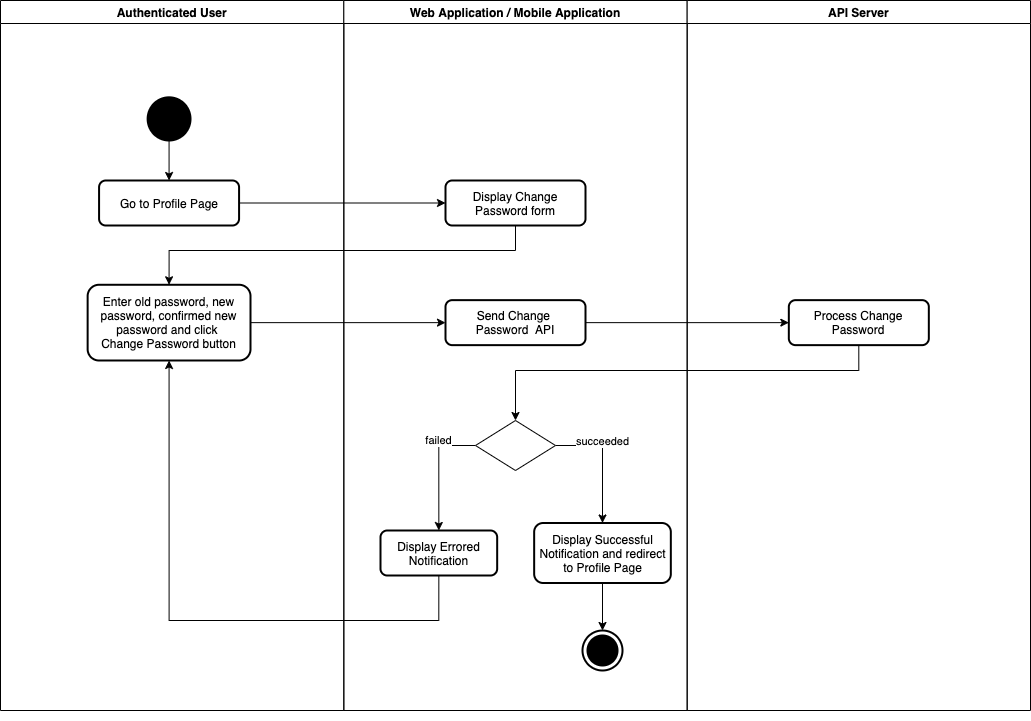 Authenticated User
Web Application / Mobile Application
API Server
Go to Profile Page
Display Change
Password form
Enter old password, new
password, confirmed new
password and click
Change Password button
Send Change
Password  API
Process Change
Password
failed
succeeded
Display Errored
Notification
Display Successful
Notification and redirect
to Profile Page